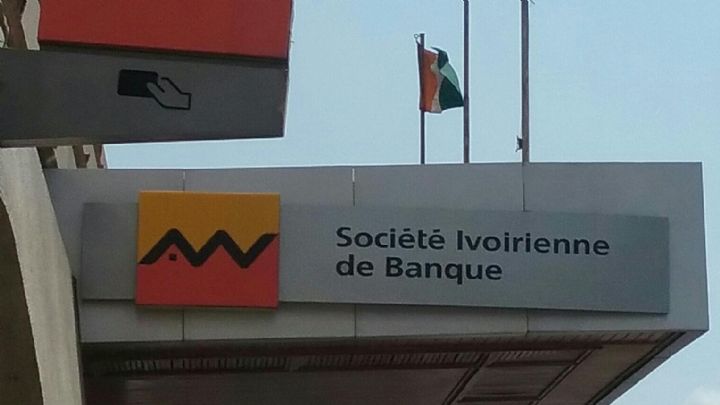 Société Ivoirienne
de Banque